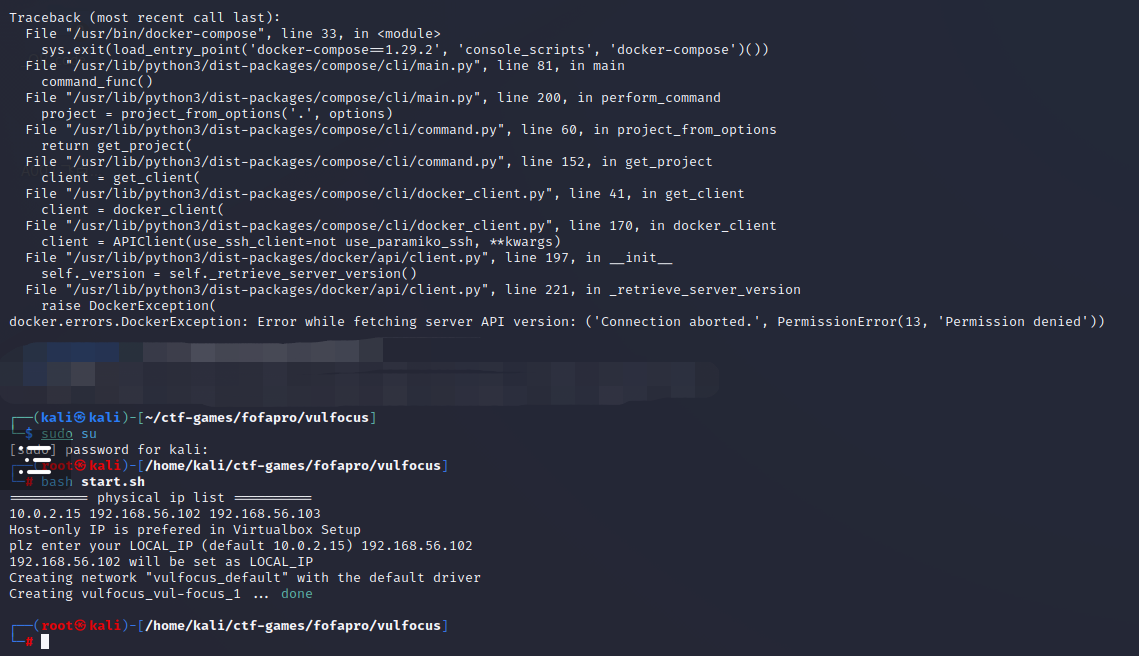 Traceback (most recent call last):
  File "/usr/bin/docker-compose", line 33, in <module>
    sys.exit(load_entry_point('docker-compose==1.29.2', 'console_scripts', 'docker-compose')())
  File "/usr/lib/python3/dist-packages/compose/cli/main.py", line 81, in main
    command_func()
  File "/usr/lib/python3/dist-packages/compose/cli/main.py", line 200, in perform_command
    project = project_from_options('.', options)
  File "/usr/lib/python3/dist-packages/compose/cli/command.py", line 60, in project_from_options
    return get_project(
  File "/usr/lib/python3/dist-packages/compose/cli/command.py", line 152, in get_project
    client = get_client(
  File "/usr/lib/python3/dist-packages/compose/cli/docker_client.py", line 41, in get_client
    client = docker_client(
  File "/usr/lib/python3/dist-packages/compose/cli/docker_client.py", line 170, in docker_client
    client = APIClient(use_ssh_client=not use_paramiko_ssh, **kwargs)
  File "/usr/lib/python3/dist-packages/docker/api/client.py", line 197, in __init__
    self._version = self._retrieve_server_version()
  File "/usr/lib/python3/dist-packages/docker/api/client.py", line 221, in _retrieve_server_version
    raise DockerException(
docker.errors.DockerException: Error while fetching server API version: ('Connection aborted.', PermissionError(13, 'Permission denied'))
┌──(kali㉿kali)-[~/ctf-games/fofapro/vulfocus]
└─$ sudo su
[sudo] password for kali:
┌──(root㉿kali)-[/home/kali/ctf-games/fofapro/vulfocus]
└─# bash start.sh
========== physical ip list ==========
10.0.2.15 192.168.56.102 192.168.56.103
Host-only IP is prefered in Virtualbox Setup
plz enter your LOCAL_IP (default 10.0.2.15) 192.168.56.102
192.168.56.102 will be set as LOCAL_IP
Creating network "vulfocus_default" with the default driver
Creating vulfocus_vul-focus_1 ... done
┌──(root㉿kali)-[/home/kali/ctf-games/fofapro/vulfocus]
└─#